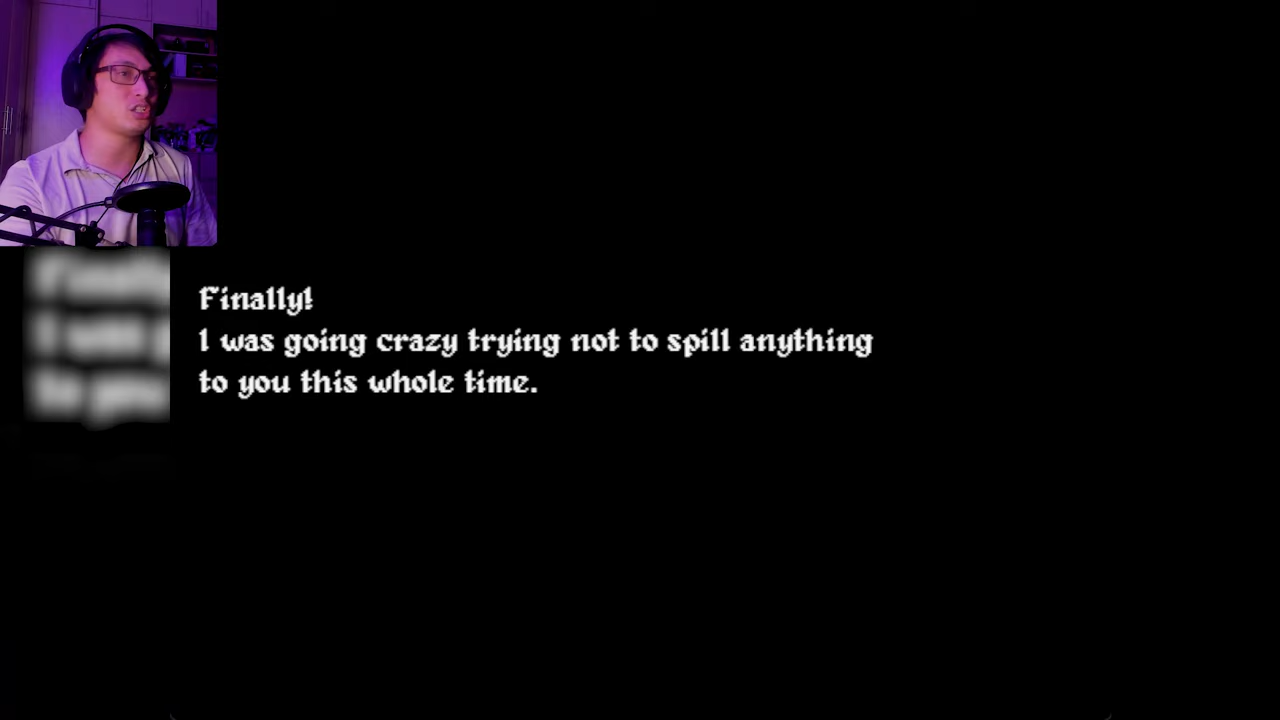 Finally!
I was going crazy trying not to spill anything
to you this whole time.